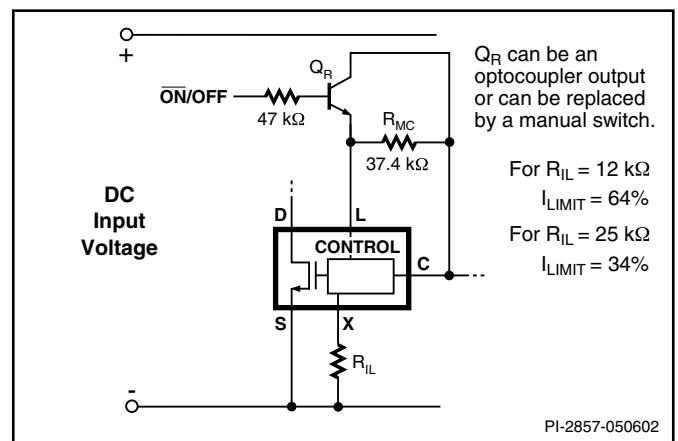 +
Q_R
ON/OFF
47 kΩ
R_MC
37.4 kΩ
Q_R can be an
optocoupler output
or can be replaced
by a manual switch.
For R_IL = 12 kΩ
I_LIMIT = 64%
For R_IL = 25 kΩ
I_LIMIT = 34%
DC
Input
Voltage
D
L
CONTROL
C
S
X
R_IL
-
PI-2857-050602